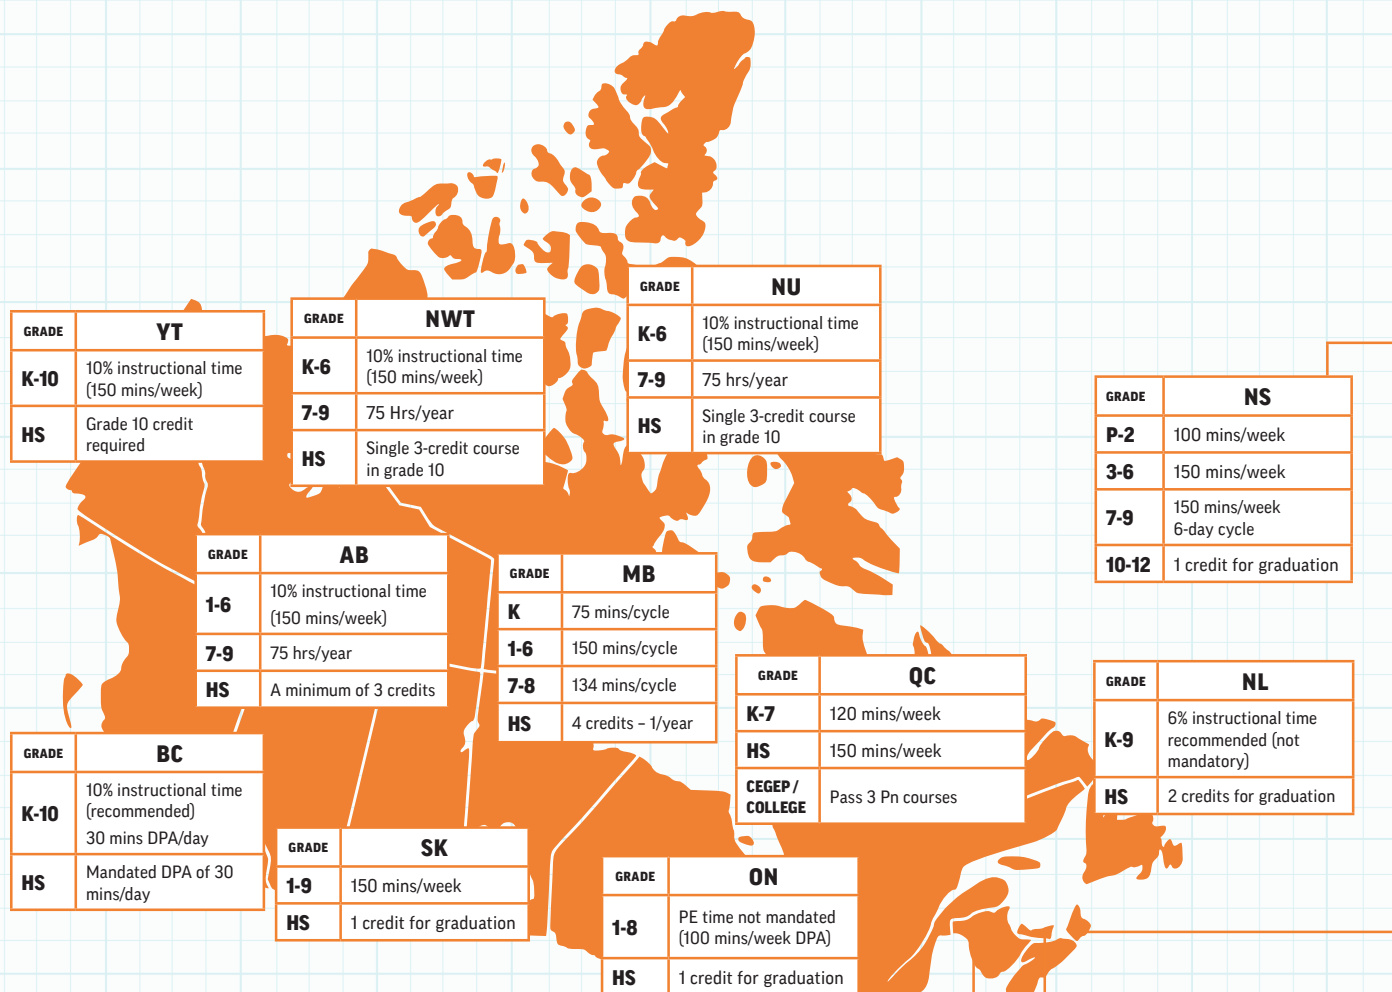 GRADE NU
K-6 10% instructional time
(150 mins/week)
7-9 75 hrs/year
HS Single 3-credit course
in grade 10
GRADE NWT
K-6 10% instructional time
(150 mins/week)
7-9 75 Hrs/year
HS Single 3-credit course
in grade 10
GRADE YT
K-10 10% instructional time
(150 mins/week)
HS Grade 10 credit
required
GRADE NS
P-2 100 mins/week
3-6 150 mins/week
7-9 150 mins/week
6-day cycle
10-12 1 credit for graduation
GRADE AB
1-6 10% instructional time
(150 mins/week)
7-9 75 hrs/year
HS A minimum of 3 credits
GRADE MB
K 75 mins/cycle
1-6 150 mins/cycle
7-8 134 mins/cycle
HS 4 credits – 1/year
GRADE QC
K-7 120 mins/week
HS 150 mins/week
CEGEP /
COLLEGE Pass 3 Pn courses
GRADE NL
K-9 6% instructional time
recommended (not
mandatory)
HS 2 credits for graduation
GRADE BC
K-10 10% instructional time
(recommended)
30 mins DPA/day
HS Mandated DPA of 30
mins/day
GRADE SK
1-9 150 mins/week
HS 1 credit for graduation
GRADE ON
1-8 PE time not mandated
(100 mins/week DPA)
HS 1 credit for graduation